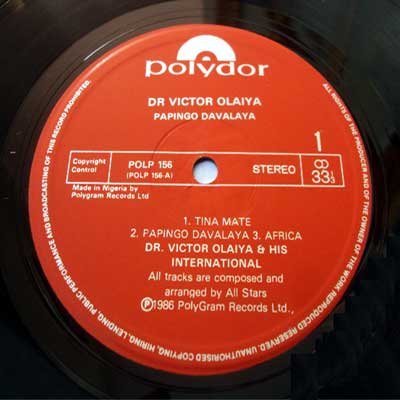 polydor
DR VICTOR OLAIYA
PAPINGO DAVALAYA
Copyright
Control
POLP 156
(POLP 156-A)
STEREO
1
33⅓
Made in Nigeria by
Polygram Records Ltd
1. TINA MATE
2. PAPINGO DAVALAYA 3. AFRICA
DR. VICTOR OLAIYA & HIS
INTERNATIONAL
All tracks are composed and
arranged by All Stars
℗1986 PolyGram Records Ltd.,
ALL RIGHTS OF THE PRODUCER AND OF THE OWNER OF THE WORK REPRODUCED RESERVED. UNAUTHORISED COPYING, HIRING, LENDING, PUBLIC PERFORMANCE AND BROADCASTING OF THIS RECORD PROHIBITED.